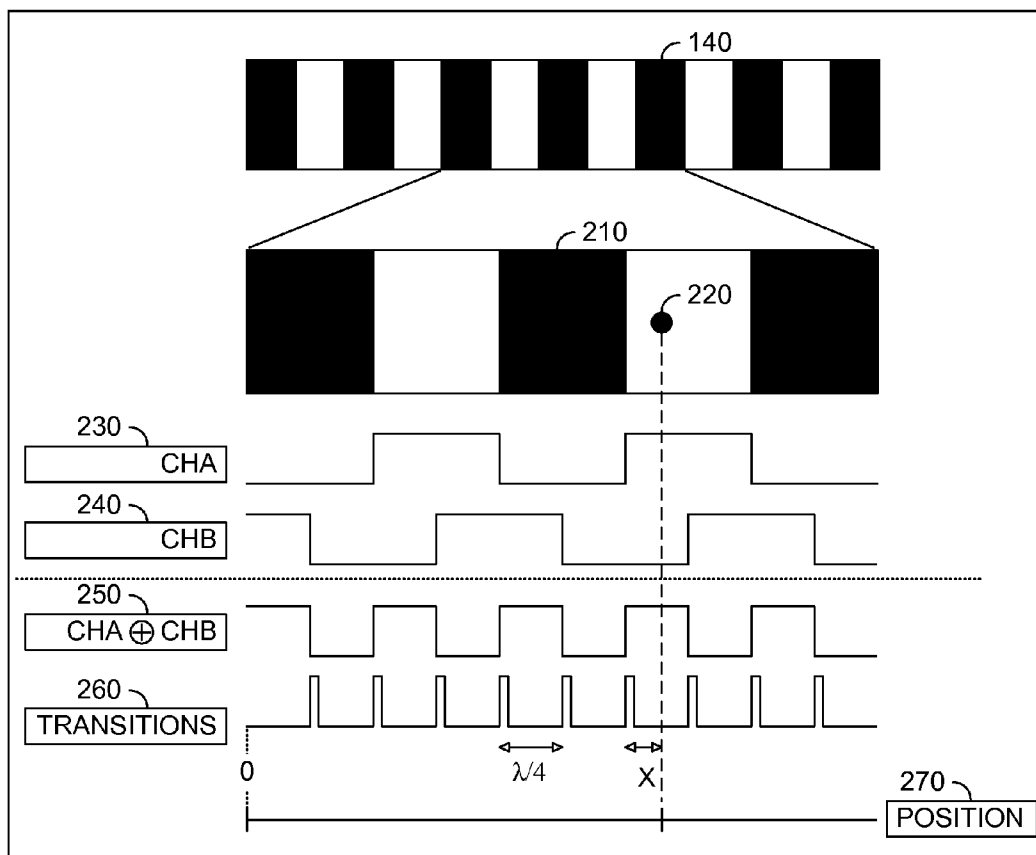 140
210
220
230
CHA
240
CHB
250
CHA ⊕ CHB
260
TRANSITIONS
λ/4
X
0
270
POSITION